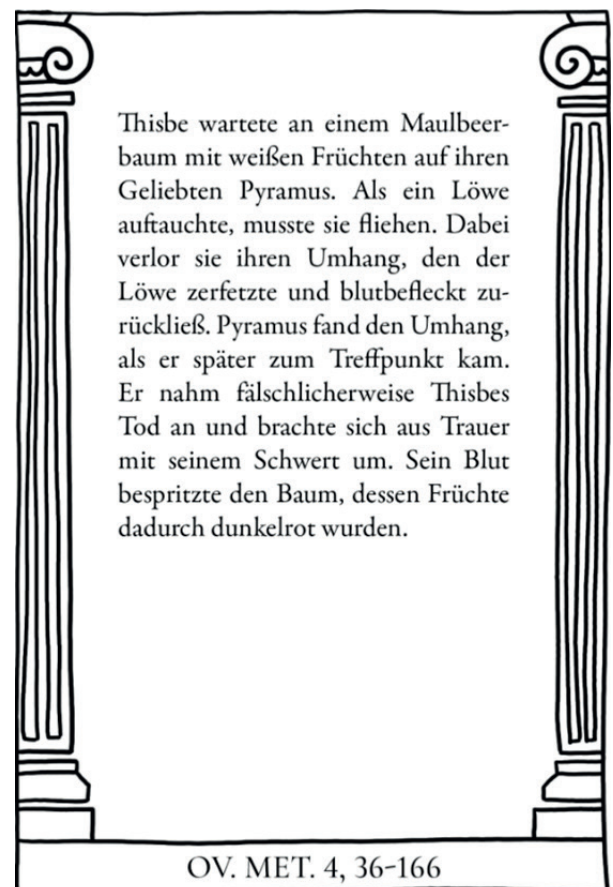 Thisbe wartete an einem Maulbeer-
baum mit weißen Früchten auf ihren
Geliebten Pyramus. Als ein Löwe
auftauchte, musste sie fliehen. Dabei
verlor sie ihren Umhang, den der
Löwe zerfetzte und blutbefleckt zu-
rückließ. Pyramus fand den Umhang,
als er später zum Treffpunkt kam.
Er nahm fälschlicherweise Thisbes
Tod an und brachte sich aus Trauer
mit seinem Schwert um. Sein Blut
bespritzte den Baum, dessen Früchte
dadurch dunkelrot wurden.
OV. MET. 4, 36-166